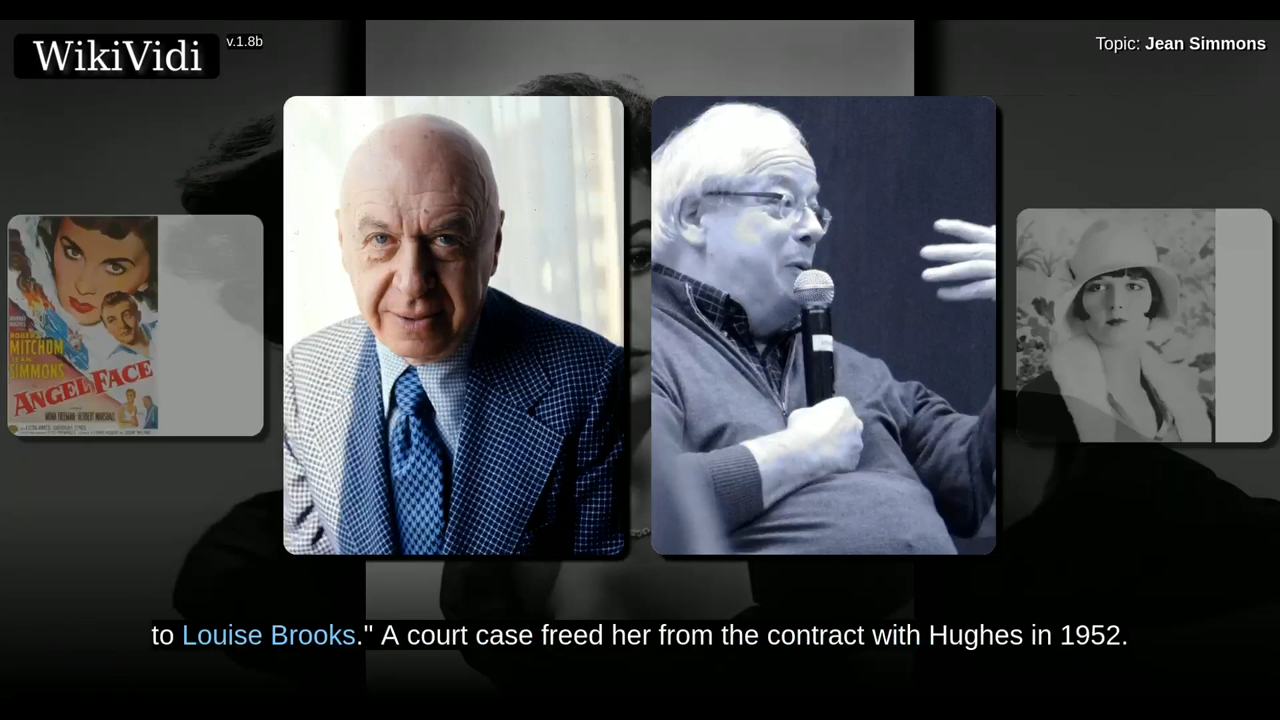 WikiVidi
v.1.8b
Topic: Jean Simmons
MITCHUM
SIMMONS
ANGEL FACE
to Louise Brooks." A court case freed her from the contract with Hughes in 1952.